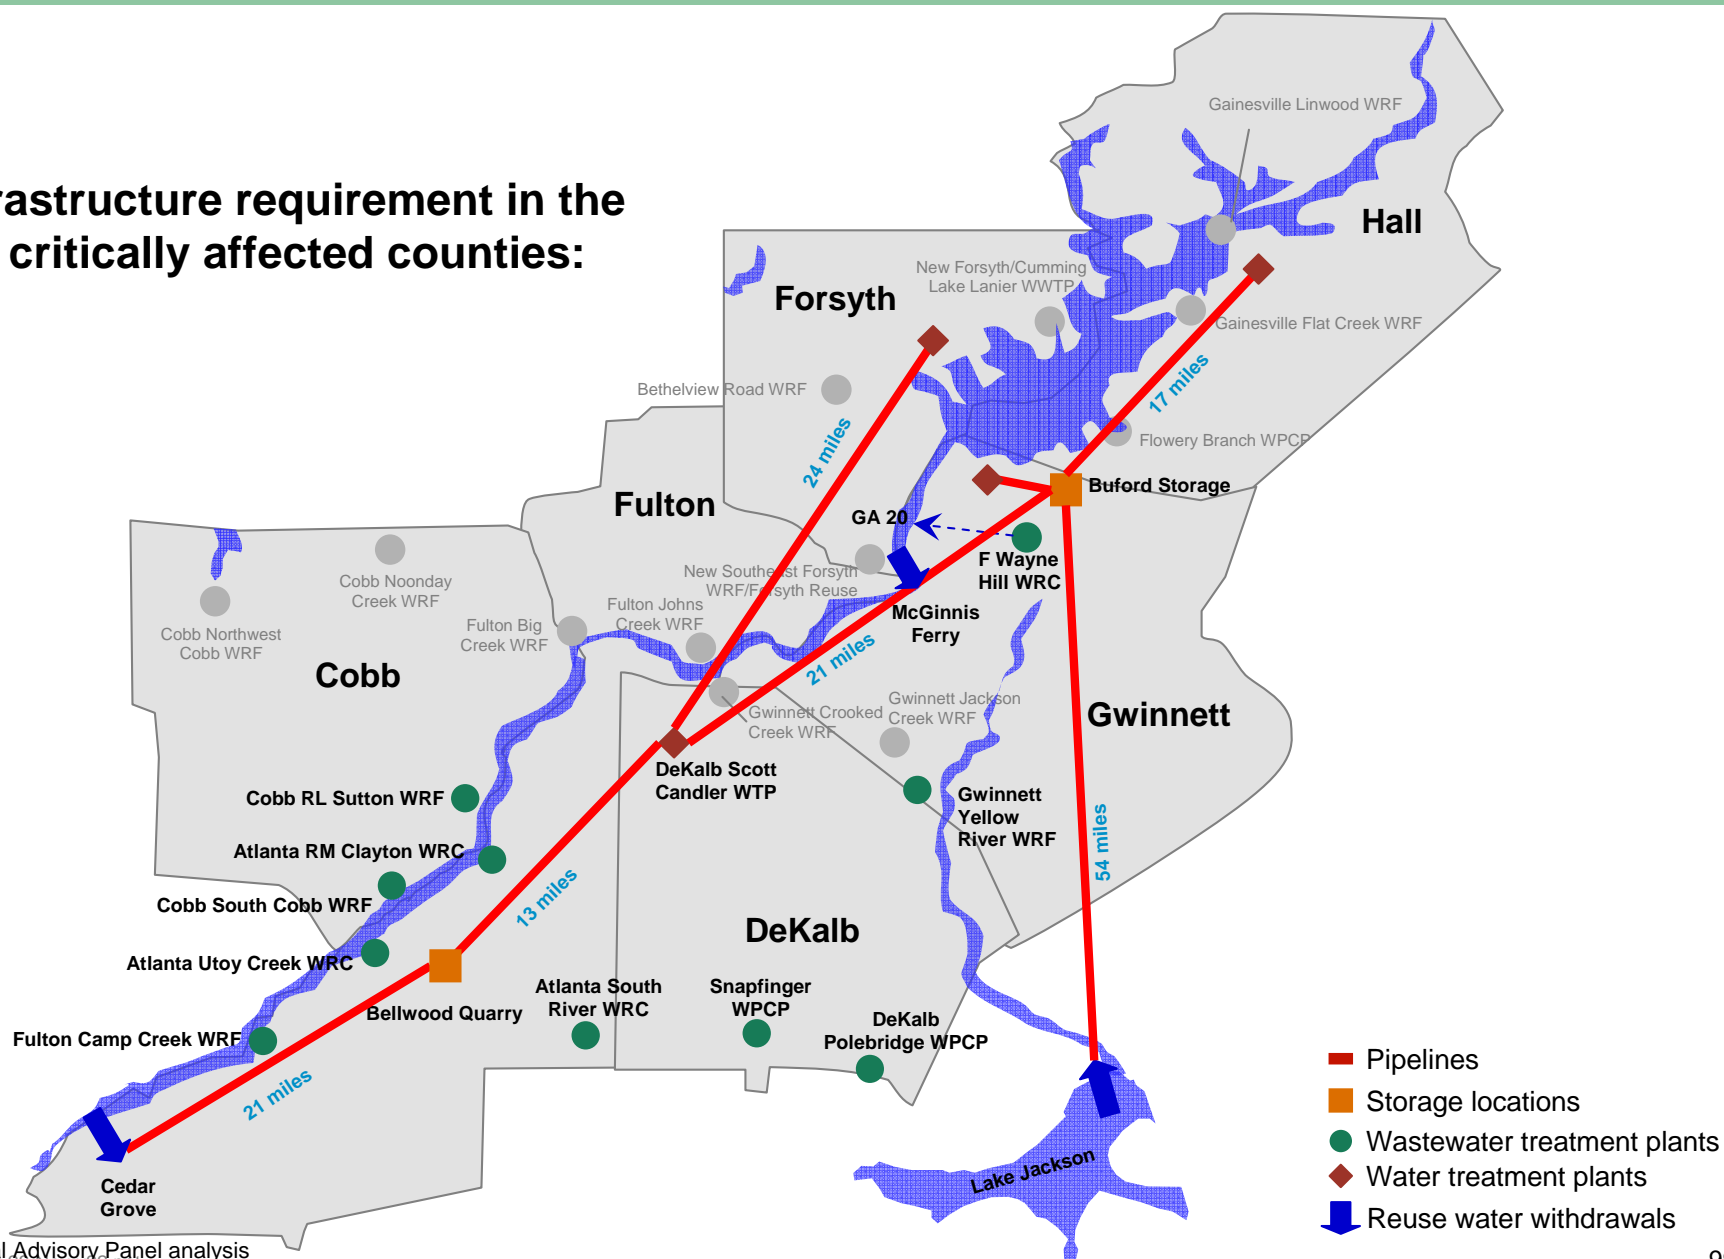 rastructure requirement in the
critically affected counties:
Gainesville Linwood WRF
Hall
New Forsyth/Cumming
Lake Lanier WWTP
Forsyth
Gainesville Flat Creek WRF
Bethelview Road WRF
17 miles
24 miles
Flowery Branch WPCP
Buford Storage
Fulton
GA 20
F Wayne
Hill WRC
New Southeast Forsyth
WRF/Forsyth Reuse
Cobb Noonday
Creek WRF
Fulton Johns
Creek WRF
McGinnis
Ferry
Cobb Northwest
Cobb WRF
Fulton Big
Creek WRF
21 miles
Cobb
Gwinnett Crooked
Creek WRF
Gwinnett Jackson
Creek WRF
Gwinnett
DeKalb Scott
Candler WTP
Cobb RL Sutton WRF
Gwinnett
Yellow
River WRF
Atlanta RM Clayton WRC
54 miles
Cobb South Cobb WRF
13 miles
DeKalb
Atlanta Utoy Creek WRC
Bellwood Quarry
Atlanta South
River WRC
Snapfinger
WPCP
DeKalb
Polebridge WPCP
Fulton Camp Creek WRF
21 miles
Lake Jackson
Cedar
Grove
Pipelines
Storage locations
Wastewater treatment plants
Water treatment plants
Reuse water withdrawals
l Advisory Panel analysis